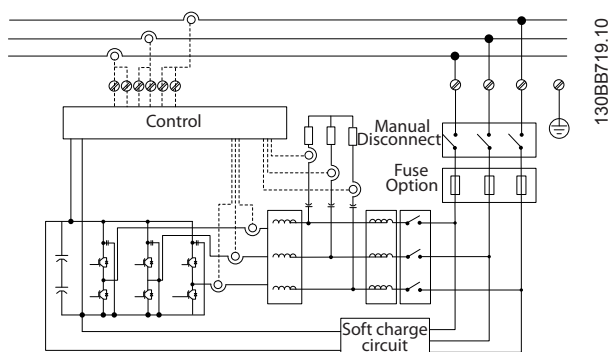 130BB719.10
Control
Manual
Disconnect
Fuse
Option
Soft charge
circuit